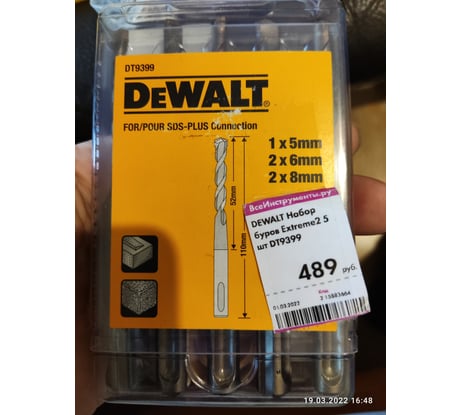 DT9399
DEWALT®
FOR/POUR SDS-PLUS Connection
1 x 5mm
2 x 6mm
2 x 8mm
52mm
110mm
ВсеИнструменты.ру
DEWALT Набор
буров Extreme2 5
шт DT9399
489 руб.
01.03.2022
Код:
19.03.2022 16:48